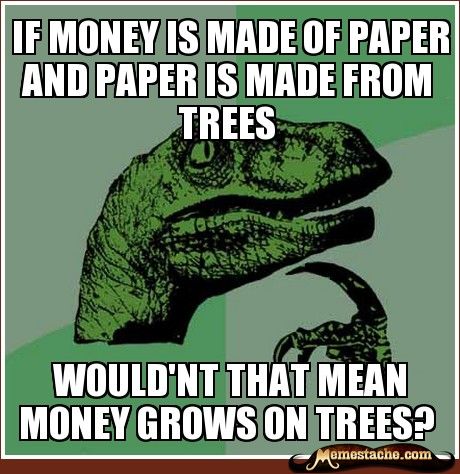 IF MONEY IS MADE OF PAPER
AND PAPER IS MADE FROM
TREES
WOULD'NT THAT MEAN
MONEY GROWS ON TREES?
Memestache.com